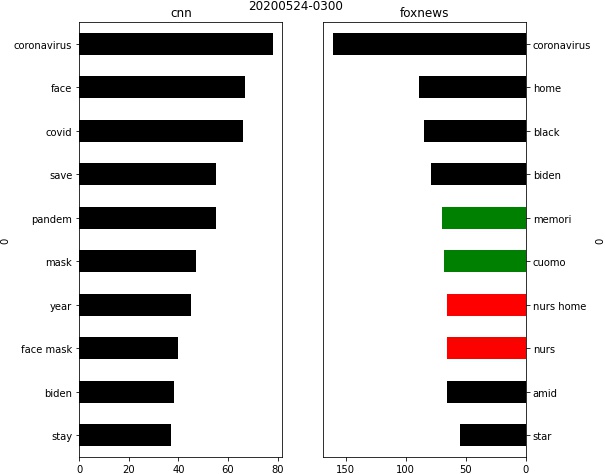 20200524-0300
cnn
foxnews
coronavirus
face
covid
save
pandem
mask
year
face mask
biden
stay
0
0 20 40 60 80
coronavirus
home
black
biden
memori
cuomo
nurs home
nurs
amid
star
0
150 100 50 0